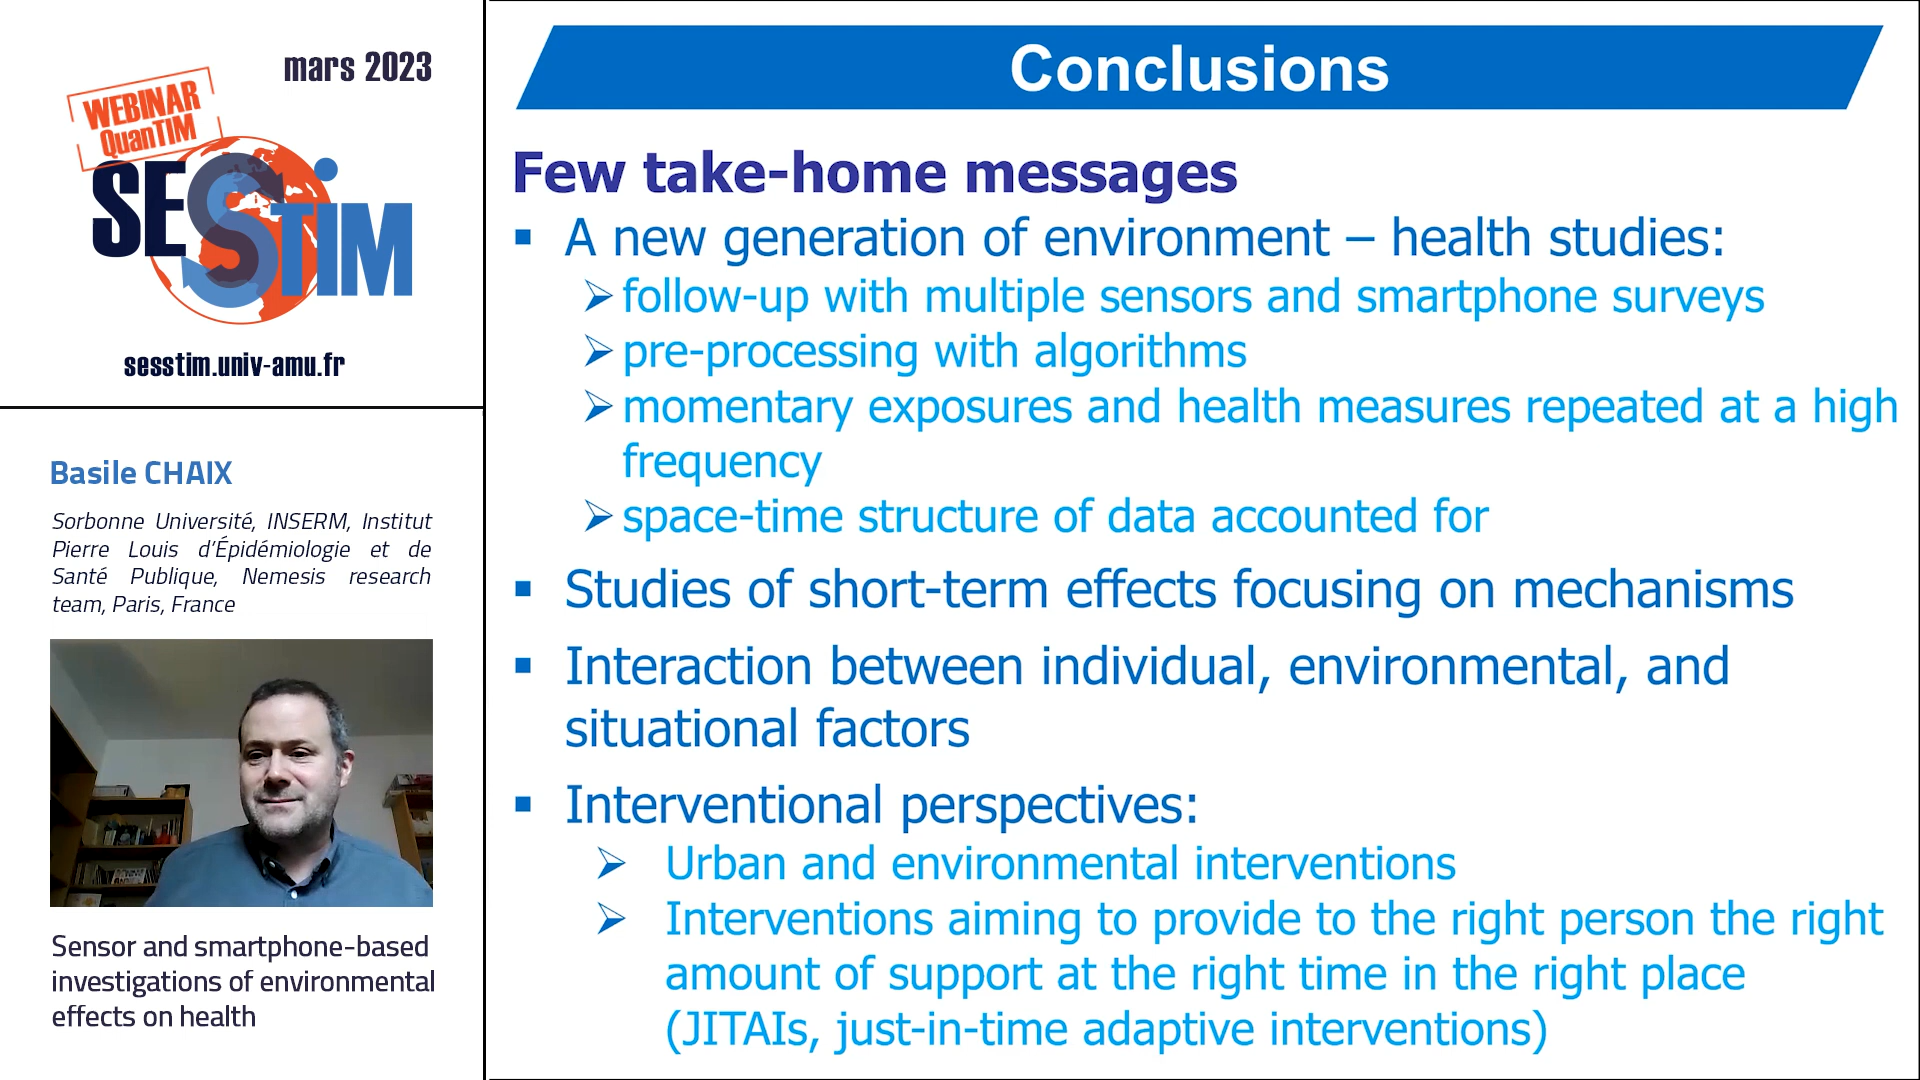 mars 2023
WEBINAR
QuanTIM
SESSTIM
sesstim.univ-amu.fr
Basile CHAIX
Sorbonne Université, INSERM, Institut
Pierre Louis d’Épidémiologie et de
Santé Publique, Nemesis research
team, Paris, France
Sensor and smartphone-based
investigations of environmental
effects on health
Conclusions
Few take-home messages
▪ A new generation of environment – health studies:
➢ follow-up with multiple sensors and smartphone surveys
➢ pre-processing with algorithms
➢ momentary exposures and health measures repeated at a high
frequency
➢ space-time structure of data accounted for
▪ Studies of short-term effects focusing on mechanisms
▪ Interaction between individual, environmental, and
situational factors
▪ Interventional perspectives:
➢ Urban and environmental interventions
➢ Interventions aiming to provide to the right person the right
amount of support at the right time in the right place
(JITAIs, just-in-time adaptive interventions)